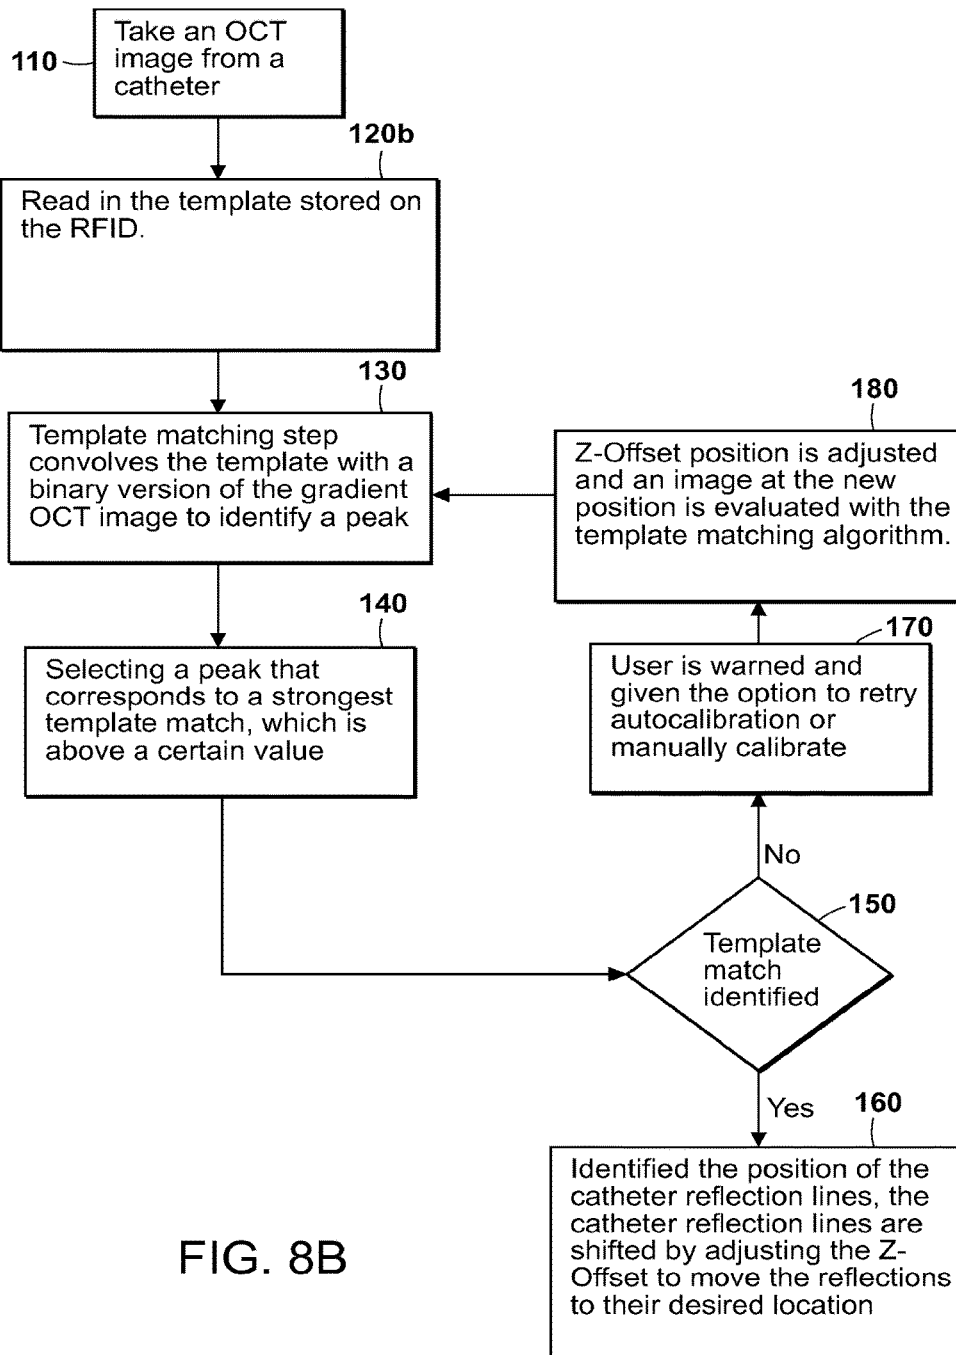 110
Take an OCT
image from a
catheter
120b
Read in the template stored on
the RFID.
130
Template matching step
convolves the template with a
binary version of the gradient
OCT image to identify a peak
180
Z-Offset position is adjusted
and an image at the new
position is evaluated with the
template matching algorithm.
140
Selecting a peak that
corresponds to a strongest
template match, which is
above a certain value
170
User is warned and
given the option to retry
autocalibration or
manually calibrate
No
150
Template
match
identified
Yes
160
Identified the position of the
catheter reflection lines, the
catheter reflection lines are
shifted by adjusting the Z-
Offset to move the reflections
to their desired location
FIG. 8B